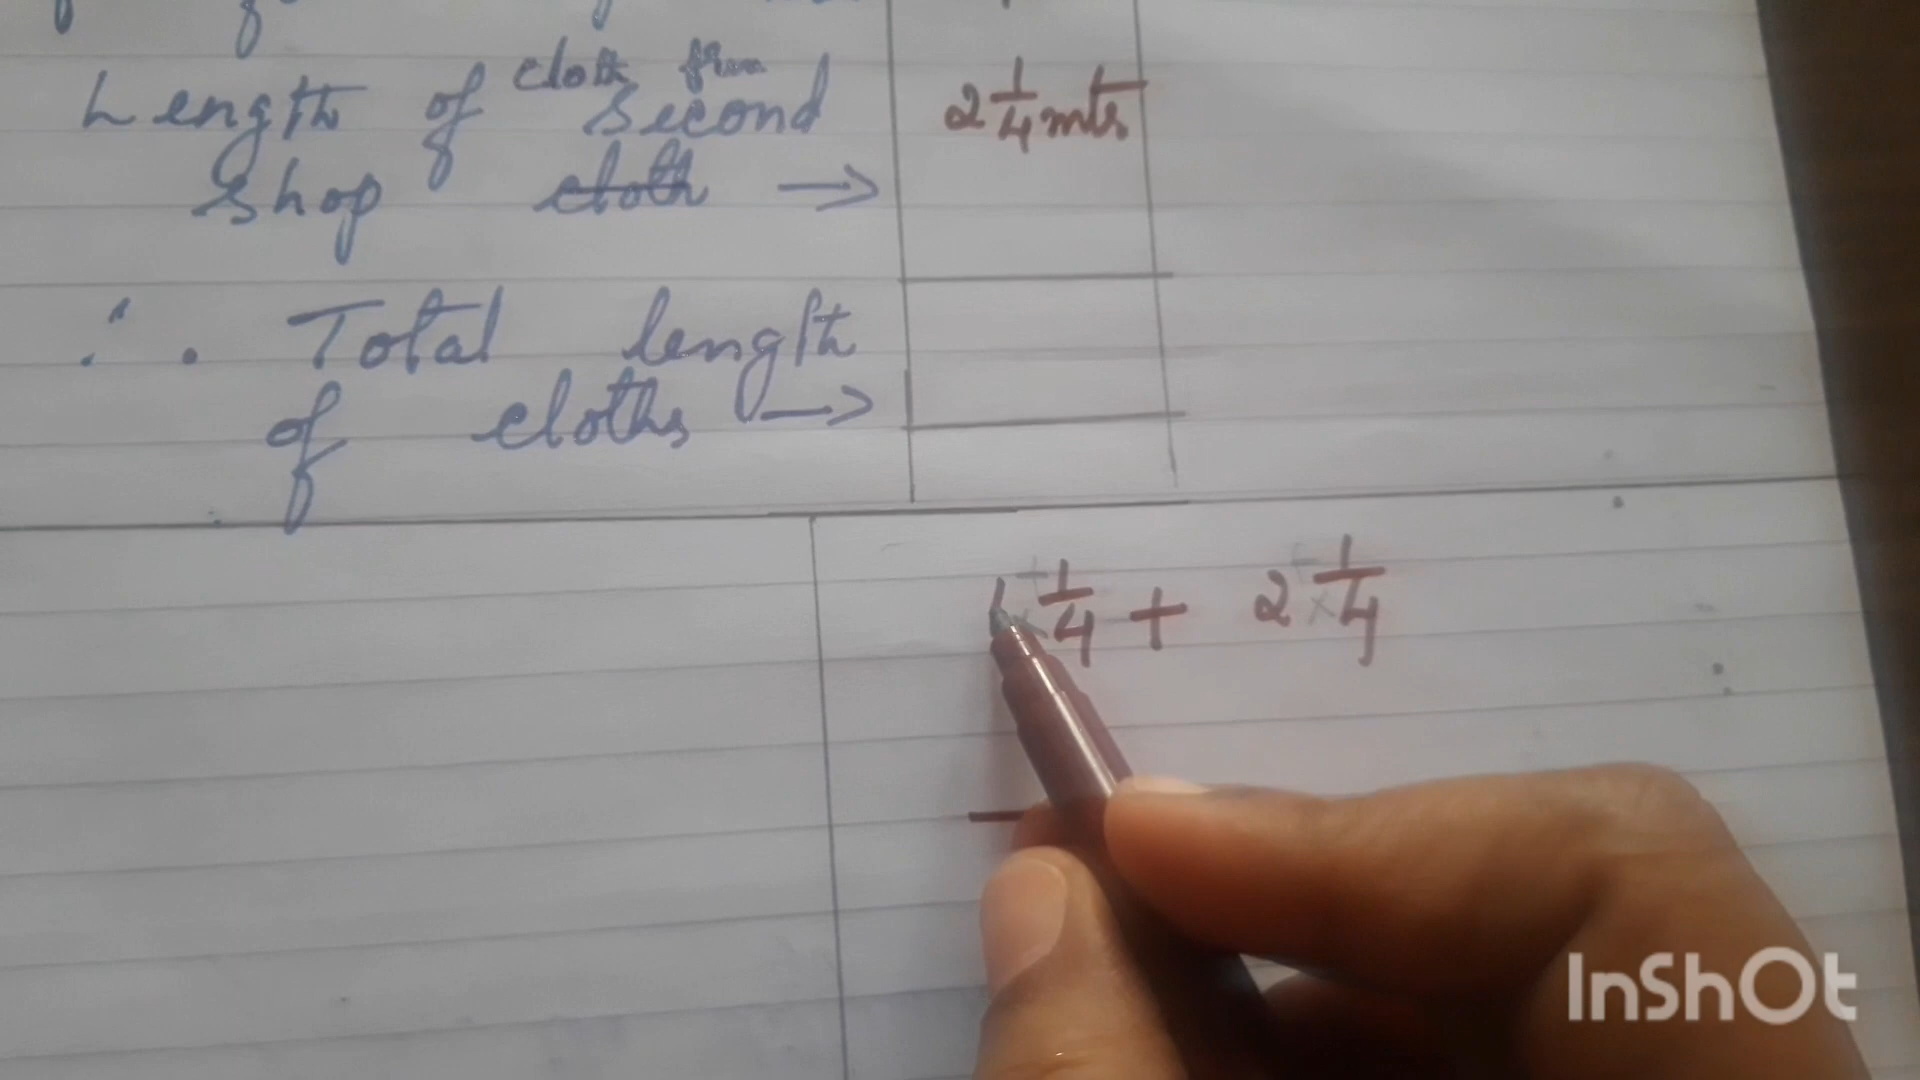 Length of cloth from second 2 1/4 mts
shop cloth →
∴ Total length
of cloths →
1 1/4 + 2 1/4
InShOt